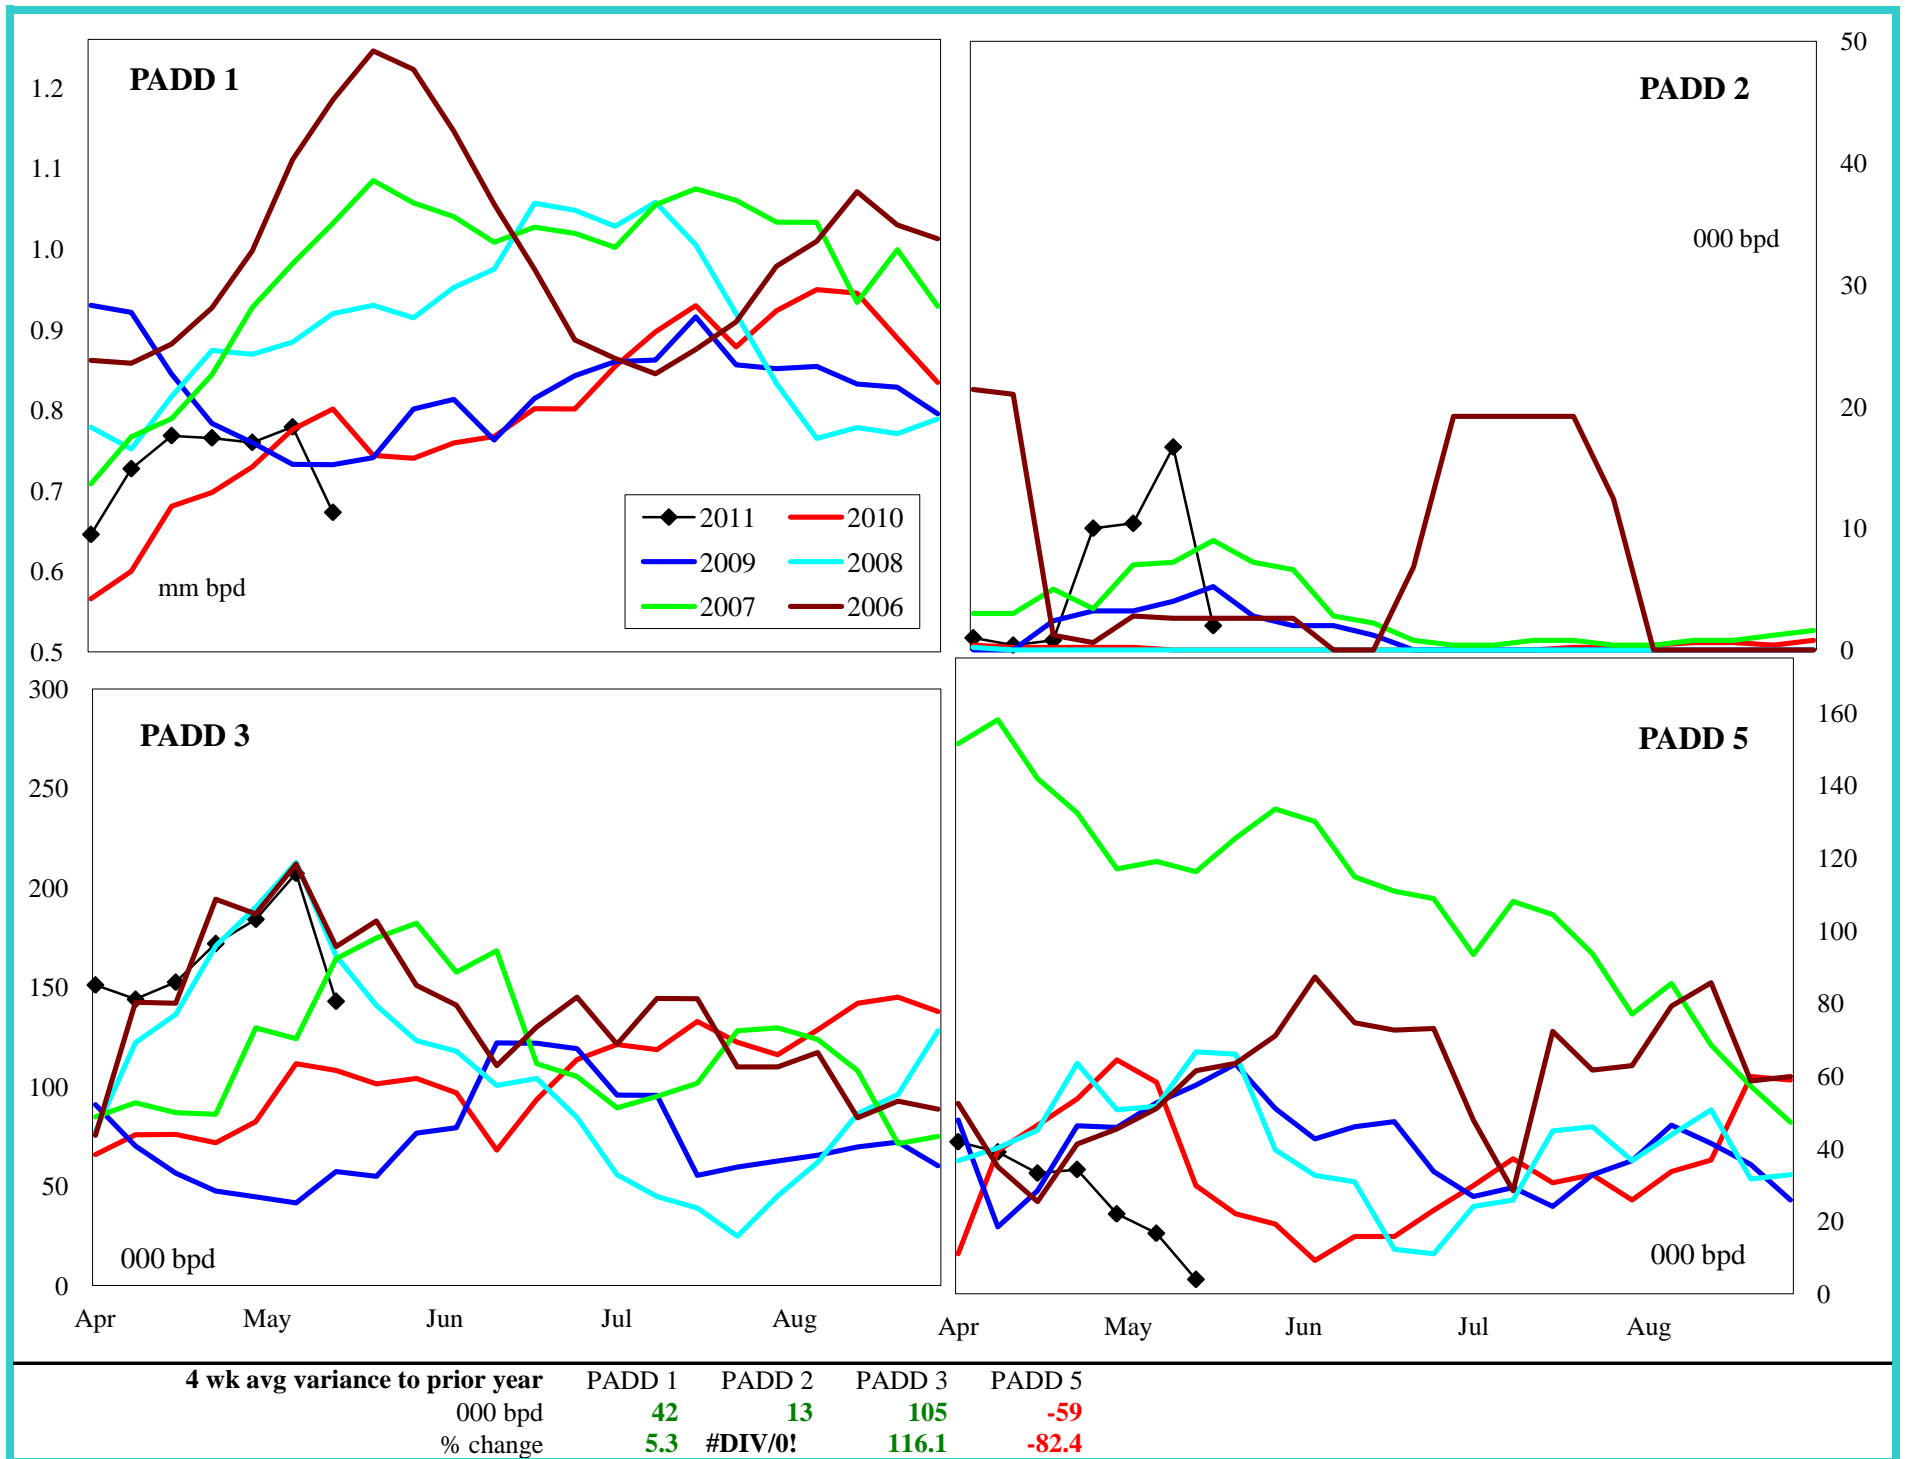 PADD 1
1.2
1.1
1.0
0.9
0.8
0.7
0.6
0.5
mm bpd
2011 2010
2009 2008
2007 2006
PADD 2
50
40
30
20
10
0
000 bpd
PADD 3
300
250
200
150
100
50
0
000 bpd
Apr May Jun Jul Aug
PADD 5
160
140
120
100
80
60
40
20
0
000 bpd
Apr May Jun Jul Aug
4 wk avg variance to prior year PADD 1 PADD 2 PADD 3 PADD 5
000 bpd 42 13 105 -59
% change 5.3 #DIV/0! 116.1 -82.4